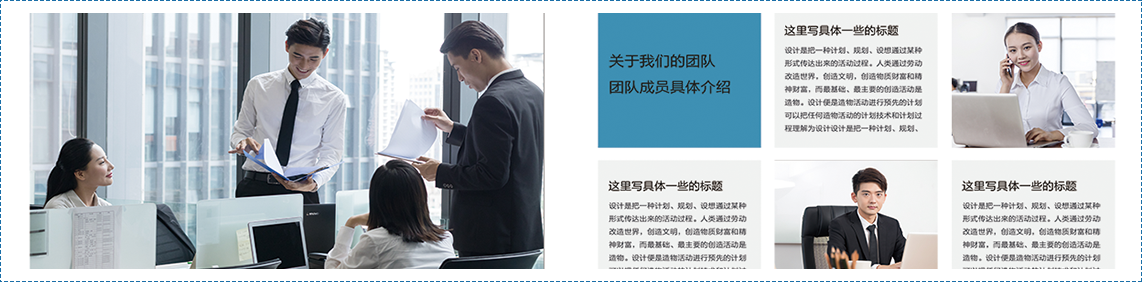 关于我们的团队
团队成员具体介绍
这里写具体一些的标题
设计是把一种计划、规划、设想通过某种
形式传达出来的活动过程。人类通过劳动
改造世界，创造文明，创造物质财富和精
神财富，而最基础、最主要的创造活动是
造物。设计便是造物活动进行预先的计划
可以把任何造物活动的计划技术和计划过
程理解为设计设计是把一种计划、规划、
这里写具体一些的标题
设计是把一种计划、规划、设想通过某种
形式传达出来的活动过程。人类通过劳动
改造世界，创造文明，创造物质财富和精
神财富，而最基础、最主要的创造活动是
造物。设计便是造物活动进行预先的计划
这里写具体一些的标题
设计是把一种计划、规划、设想通过某种
形式传达出来的活动过程。人类通过劳动
改造世界，创造文明，创造物质财富和精
神财富，而最基础、最主要的创造活动是
造物。设计便是造物活动进行预先的计划